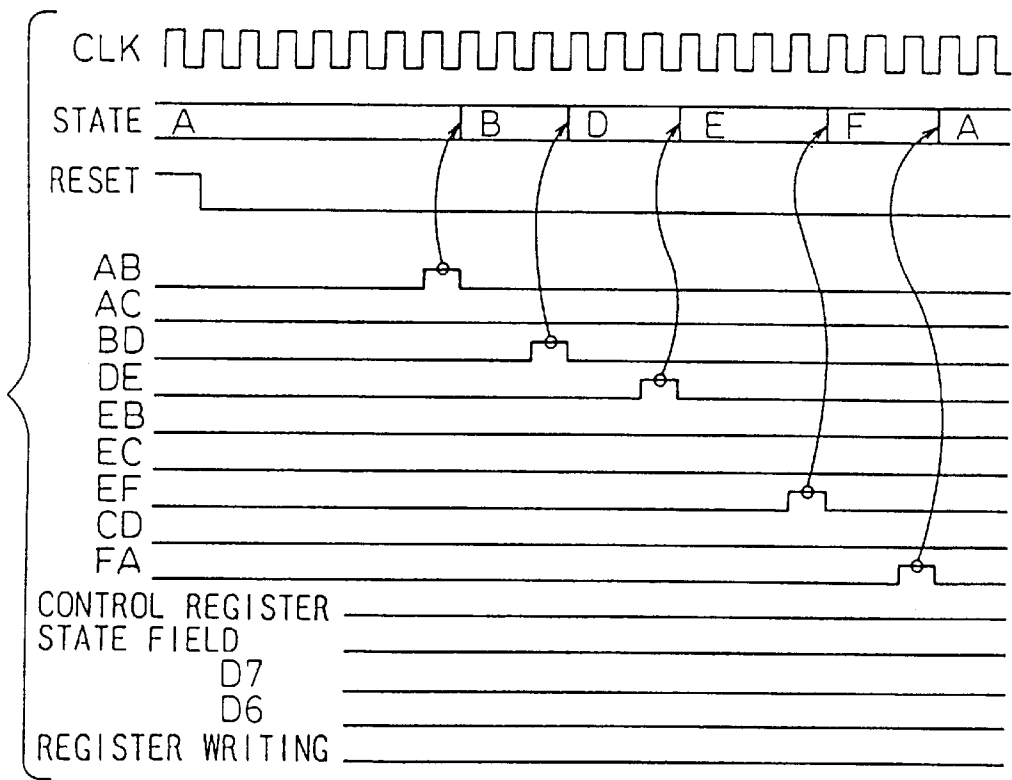 CLK
STATE A B D E F A
RESET
AB
AC
BD
DE
EB
EC
EF
CD
FA
CONTROL REGISTER
STATE FIELD
D7
D6
REGISTER WRITING